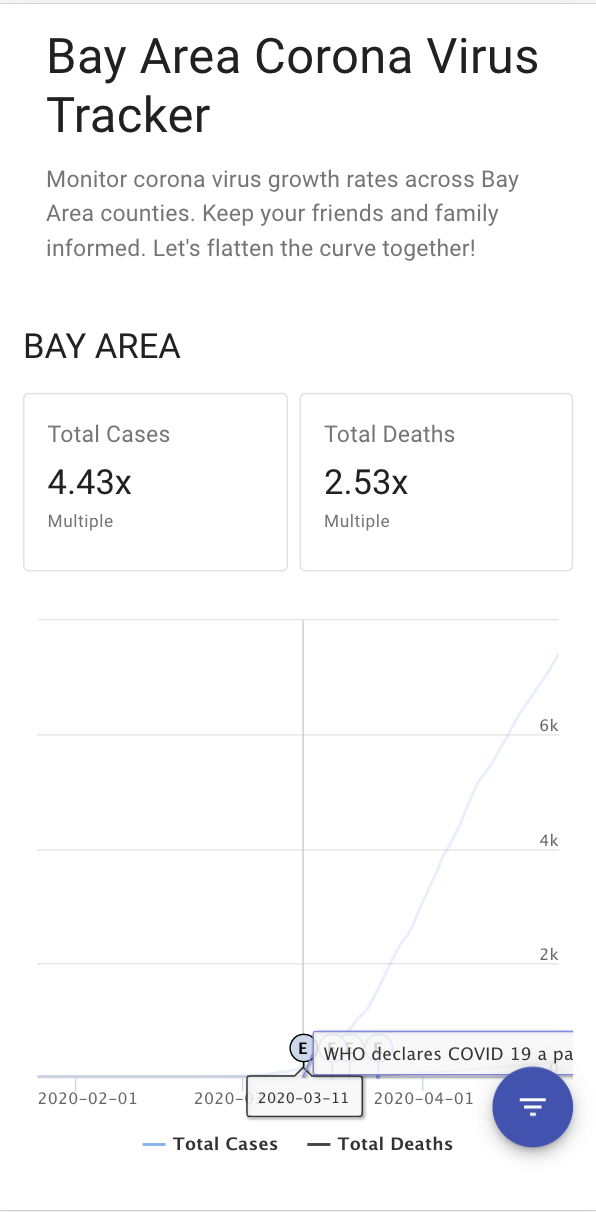 Bay Area Corona Virus
Tracker
Monitor corona virus growth rates across Bay
Area counties. Keep your friends and family
informed. Let's flatten the curve together!
BAY AREA
Total Cases
4.43x
Multiple
Total Deaths
2.53x
Multiple
6k
4k
2k
E
WHO declares COVID 19 a pa
2020-02-01
2020-0
2020-03-11
2020-04-01
Total Cases
Total Deaths